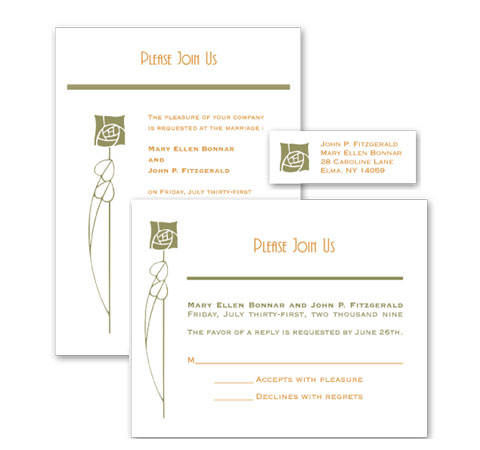 Please Join Us
The pleasure of your company
is requested at the marriage
Mary Ellen Bonnar
and
John P. Fitzgerald
on Friday, July thirty-first
John P. Fitzgerald
Mary Ellen Bonnar
28 Caroline Lane
Elma, NY 14059
Please Join Us
Mary Ellen Bonnar and John P. Fitzgerald
Friday, July thirty-first, two thousand nine
The favor of a reply is requested by June 26th.
M
Accepts with pleasure
Declines with regrets